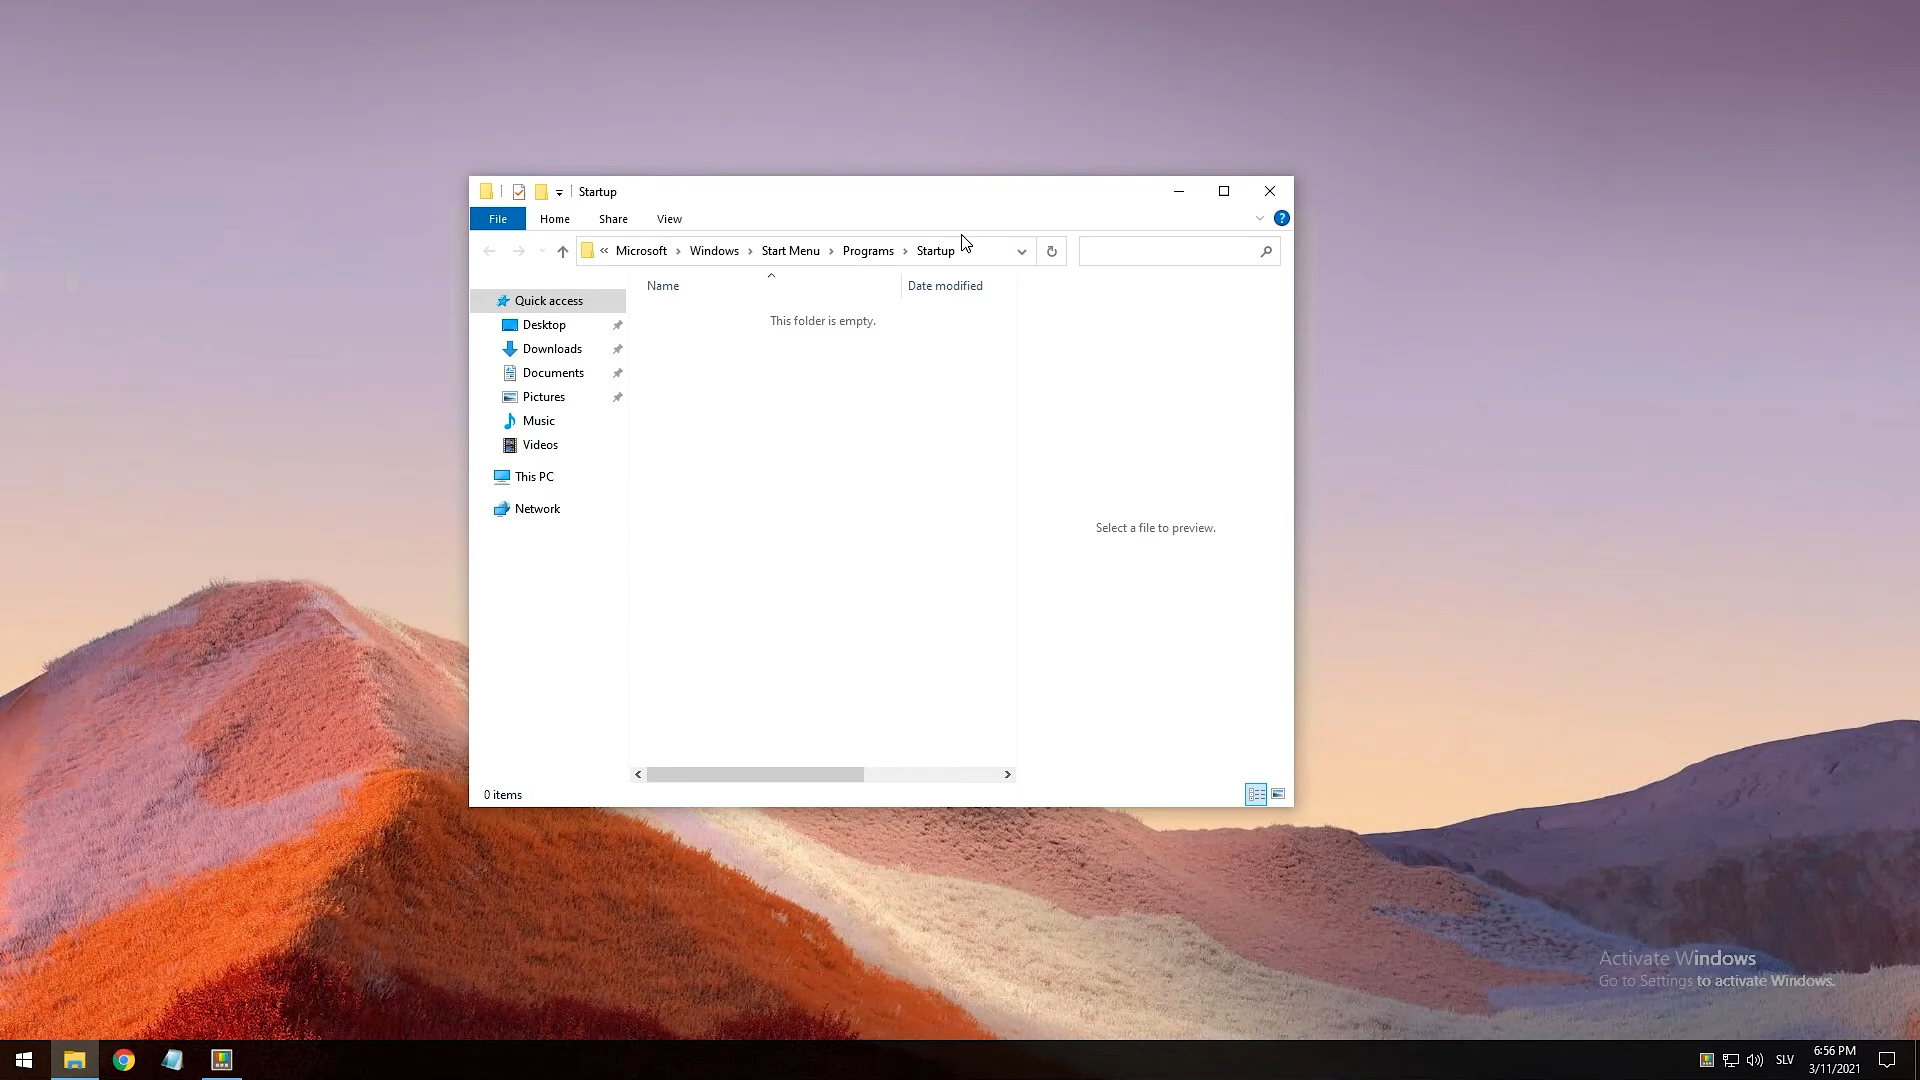 Startup
File Home Share View
« Microsoft › Windows › Start Menu › Programs › Startup
Name Date modified
This folder is empty.
Quick access
Desktop
Downloads
Documents
Pictures
Music
Videos
This PC
Network
Select a file to preview.
0 items
Activate Windows
Go to Settings to activate Windows.
SLV
6:56 PM
3/11/2021